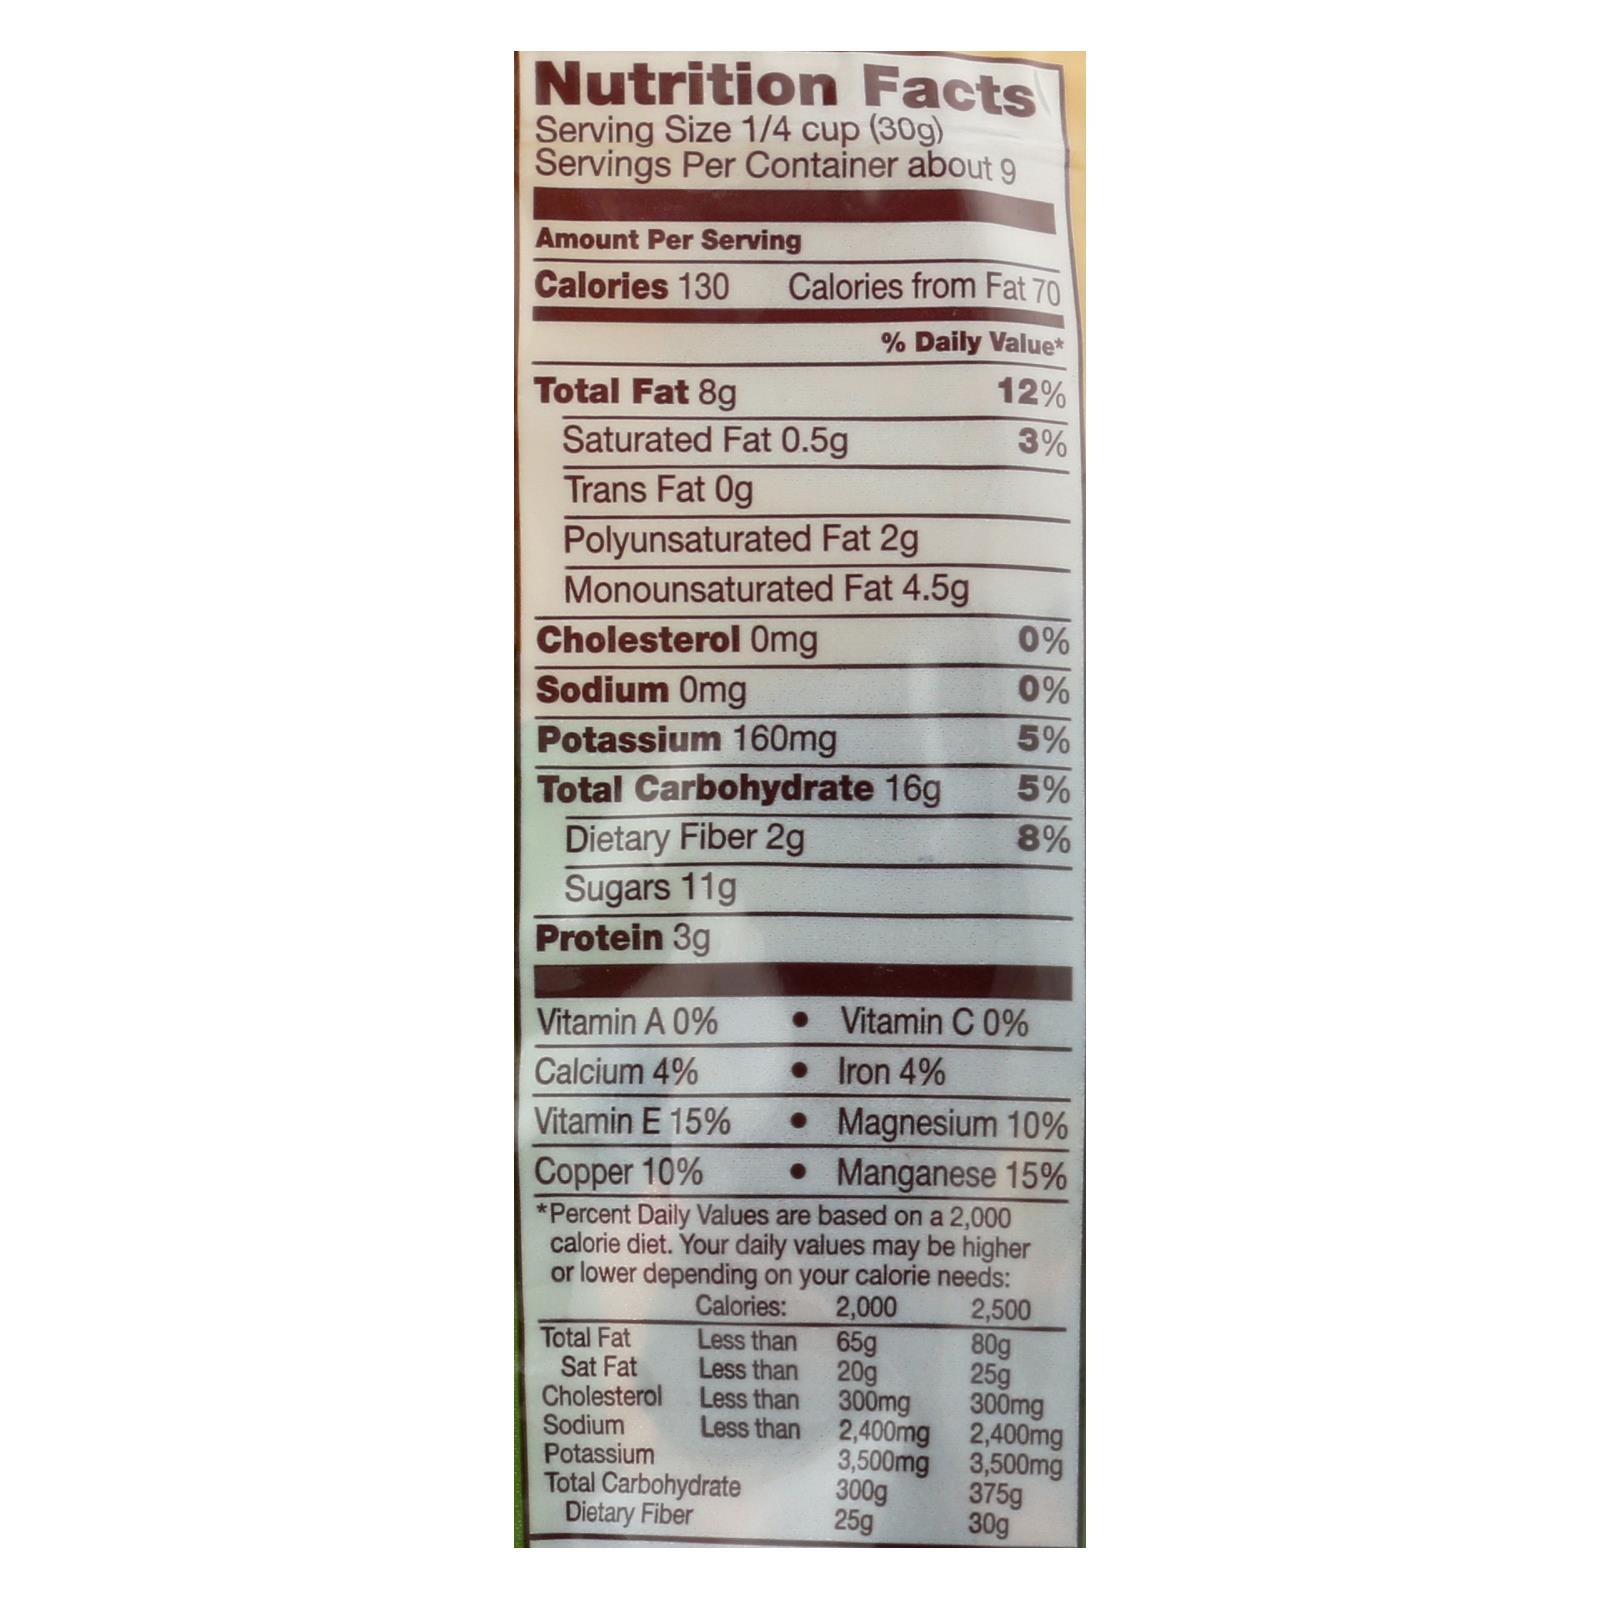 Nutrition Facts
Serving Size 1/4 cup (30g)
Servings Per Container about 9
Amount Per Serving
Calories 130 Calories from Fat 70
% Daily Value*
Total Fat 8g 12%
Saturated Fat 0.5g 3%
Trans Fat 0g
Polyunsaturated Fat 2g
Monounsaturated Fat 4.5g
Cholesterol 0mg 0%
Sodium 0mg 0%
Potassium 160mg 5%
Total Carbohydrate 16g 5%
Dietary Fiber 2g 8%
Sugars 11g
Protein 3g
Vitamin A 0% • Vitamin C 0%
Calcium 4% • Iron 4%
Vitamin E 15% • Magnesium 10%
Copper 10% • Manganese 15%
*Percent Daily Values are based on a 2,000
calorie diet. Your daily values may be higher
or lower depending on your calorie needs:
Calories: 2,000 2,500
Total Fat Less than 65g 80g
Sat Fat Less than 20g 25g
Cholesterol Less than 300mg 300mg
Sodium Less than 2,400mg 2,400mg
Potassium 3,500mg 3,500mg
Total Carbohydrate 300g 375g
Dietary Fiber 25g 30g